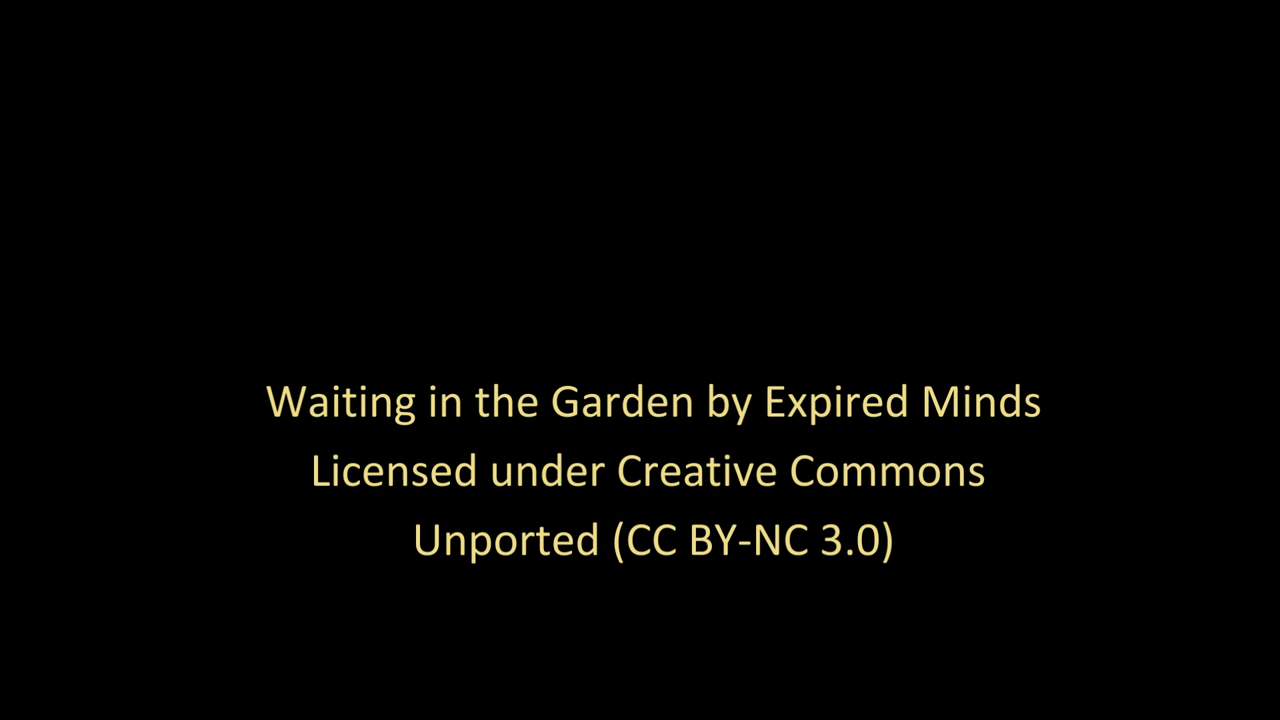 Waiting in the Garden by Expired Minds
Licensed under Creative Commons
Unported (CC BY-NC 3.0)